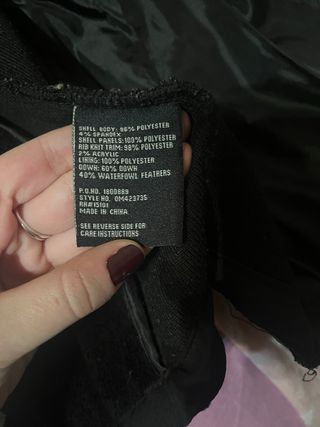 SHELL BODY: 96% POLYESTER
4% SPANDEX
SHELL PANELS: 100% POLYESTER
RIB KNIT TRIM: 98% POLYESTER
2% ACRYLIC
LINING: 100% POLYESTER
DOWN: 60% DOWN
40% WATERFOWL FEATHERS
P.O.NO. 1800889
STYLE NO. OM423735
RN#15101
MADE IN CHINA
SEE REVERSE SIDE FOR
CARE INSTRUCTIONS